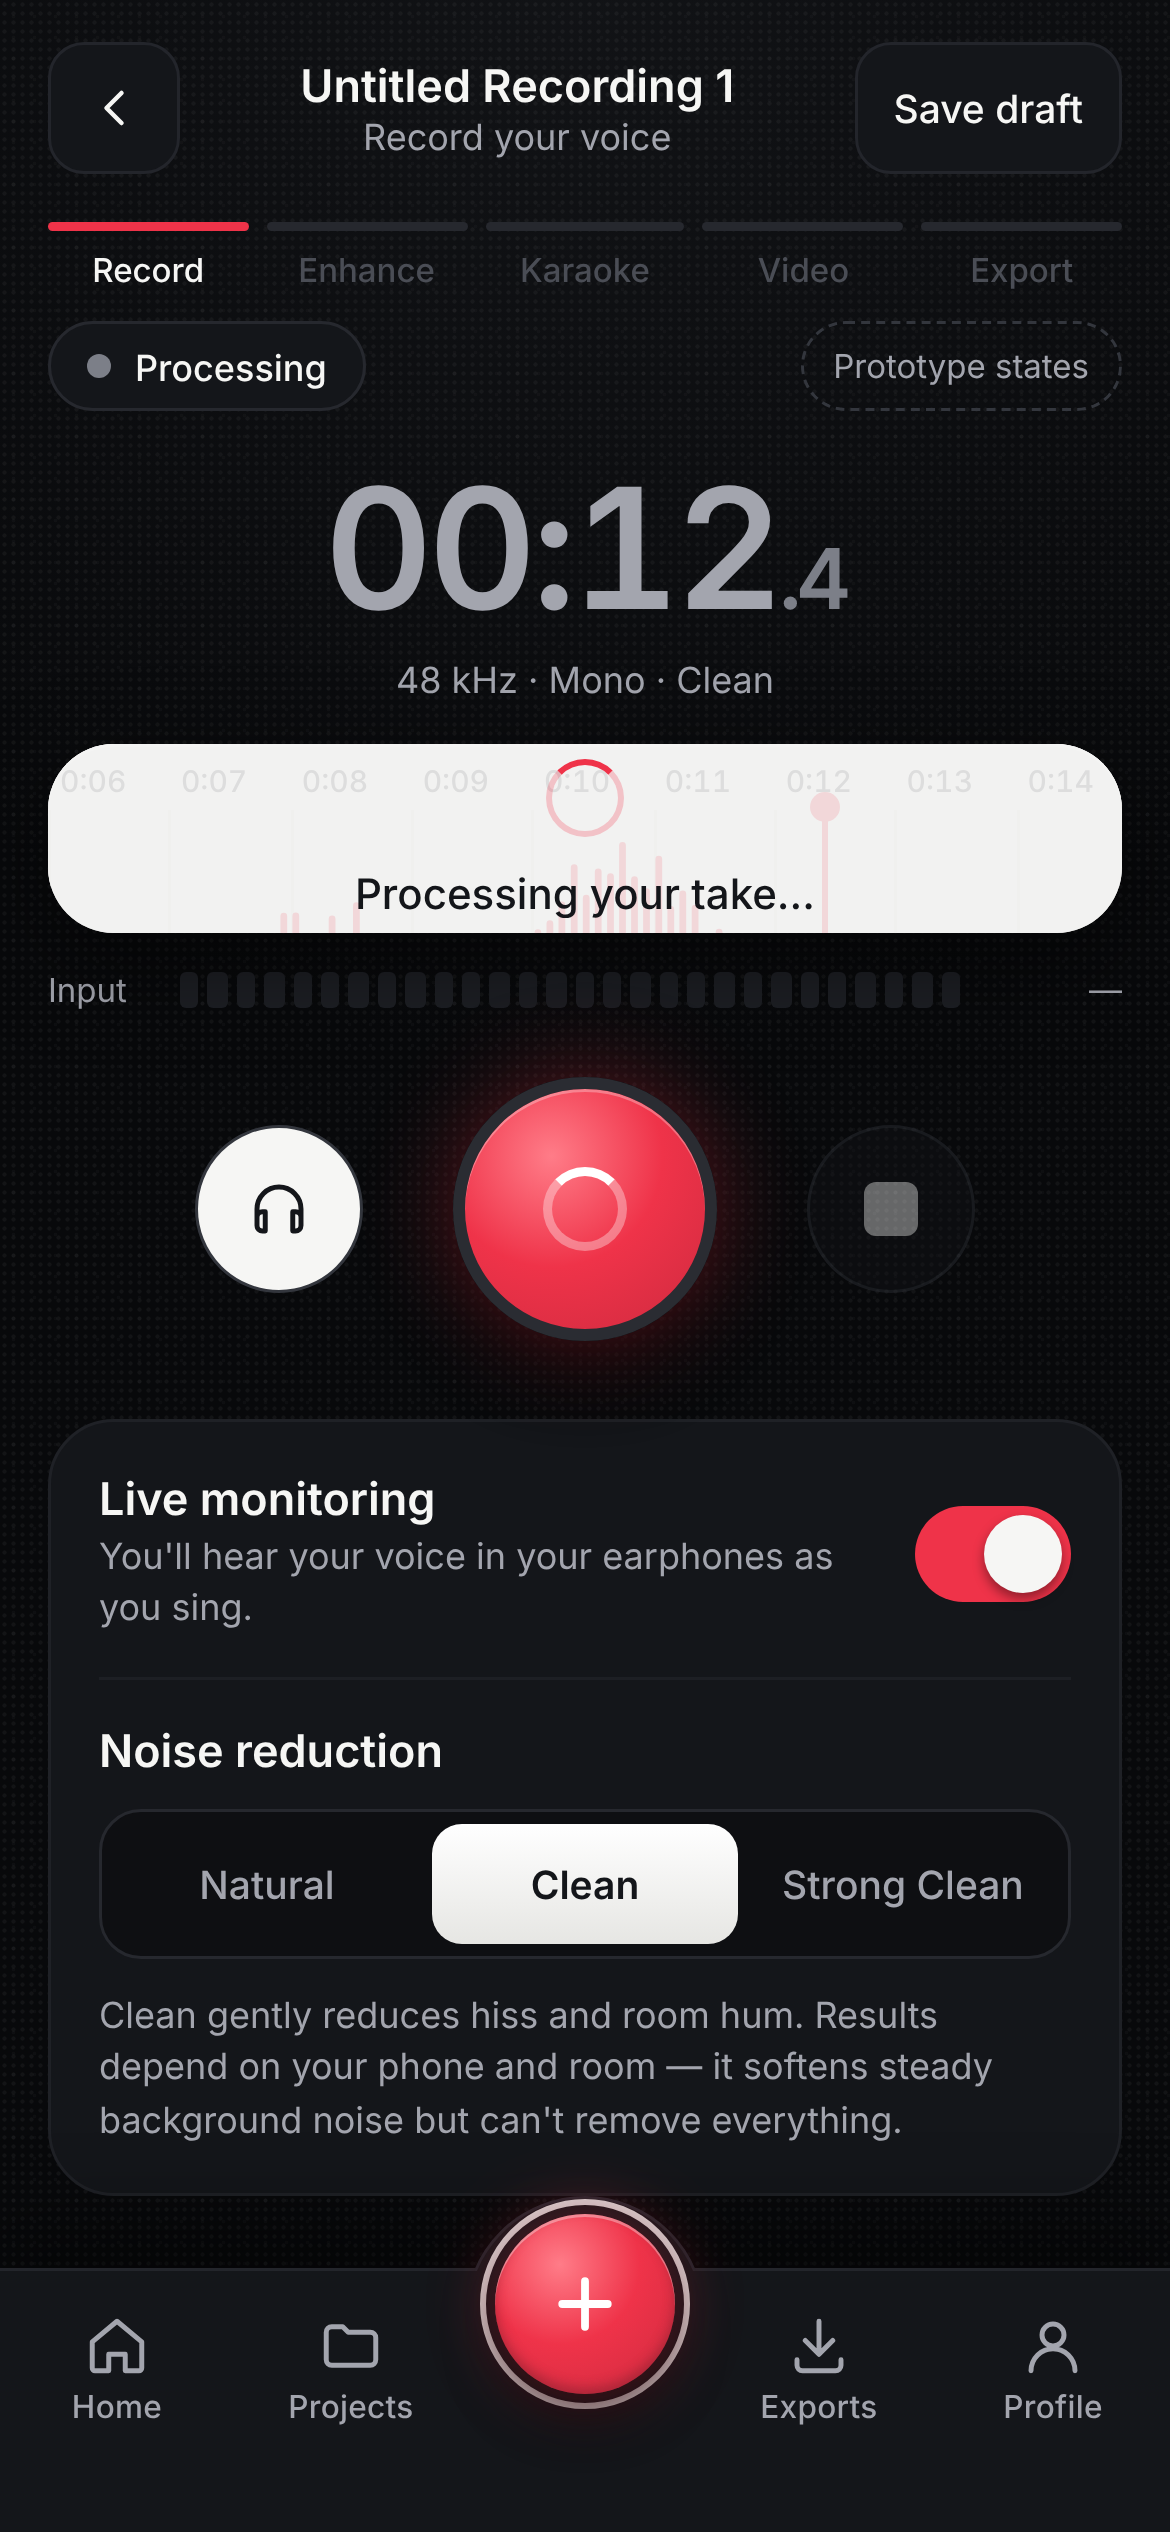 Untitled Recording 1
Record your voice
Save draft
Record
Enhance
Karaoke
Video
Export
Processing
Prototype states
00:12.4
48 kHz · Mono · Clean
0:06 0:07 0:08 0:09 0:10 0:11 0:12 0:13 0:14
Processing your take...
Input
—
Live monitoring
You'll hear your voice in your earphones as
you sing.
Noise reduction
Natural
Clean
Strong Clean
Clean gently reduces hiss and room hum. Results
depend on your phone and room — it softens steady
background noise but can't remove everything.
Home
Projects
Exports
Profile